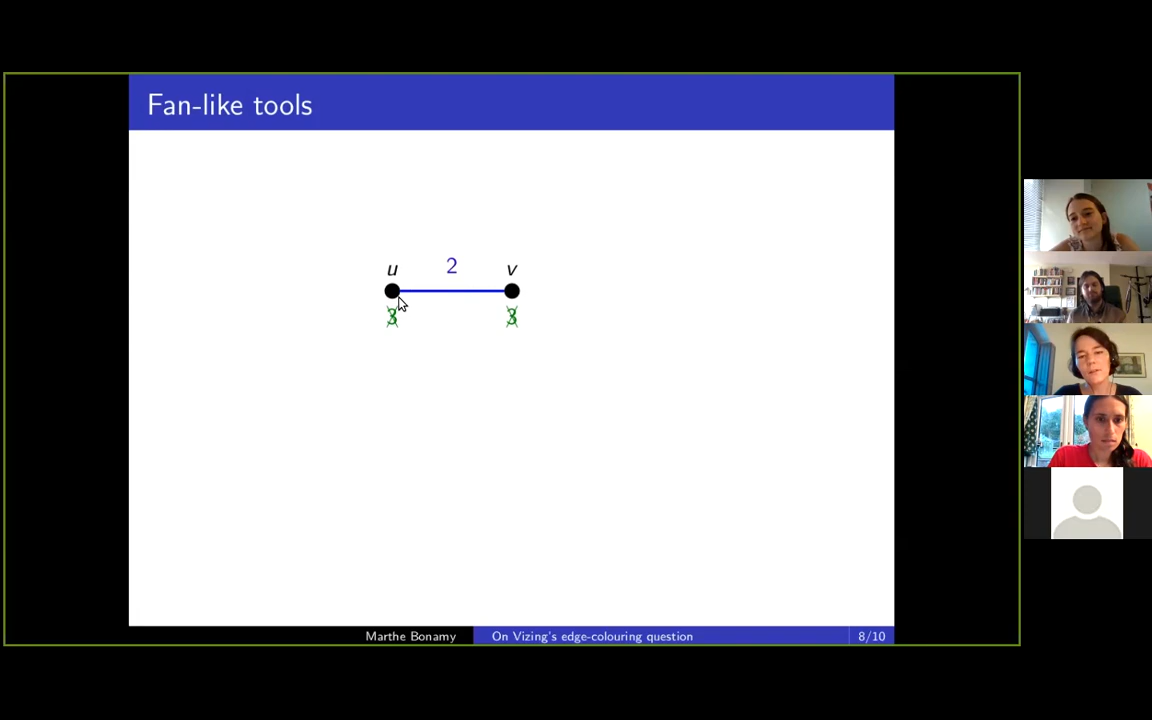 Fan-like tools
u 2 v
3 3
Marthe Bonamy On Vizing's edge-colouring question 8/10